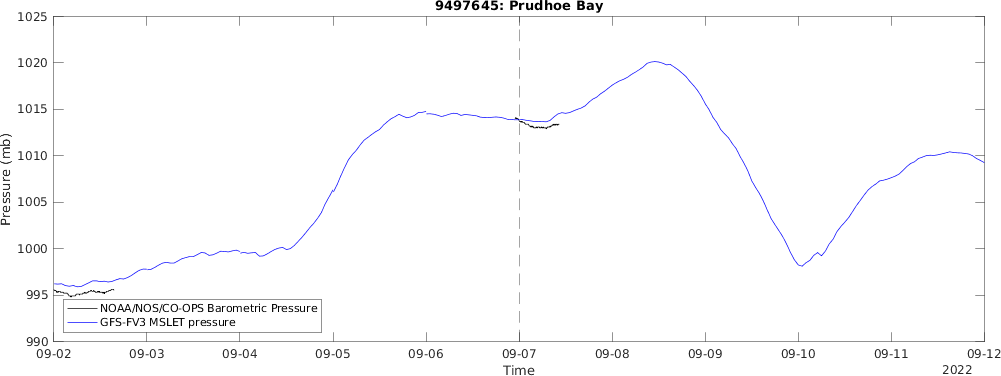 9497645: Prudhoe Bay
1025
1020
1015
1010
1005
1000
995
990
Pressure (mb)
NOAA/NOS/CO-OPS Barometric Pressure
GFS-FV3 MSLET pressure
09-02 09-03 09-04 09-05 09-06 09-07 09-08 09-09 09-10 09-11 09-12
Time
2022